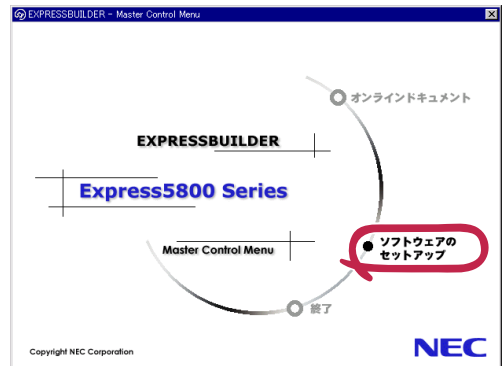 EXPRESSBUILDER - Master Control Menu
オンラインドキュメント
EXPRESSBUILDER
Express5800 Series
Master Control Menu
ソフトウェアの
セットアップ
終了
Copyright NEC Corporation
NEC